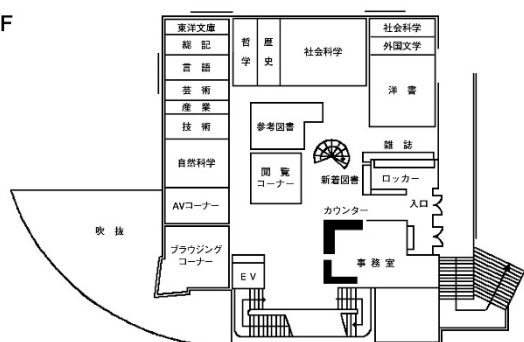 F
東洋文庫
総記
言語
芸術
産業
技術
自然科学
AVコーナー
ブラウジング
コーナー
吹抜
哲学
歴史
社会科学
参考図書
閲覧
コーナー
新着図書
カウンター
EV
事務室
社会科学
外国文学
洋書
雑誌
ロッカー
入口